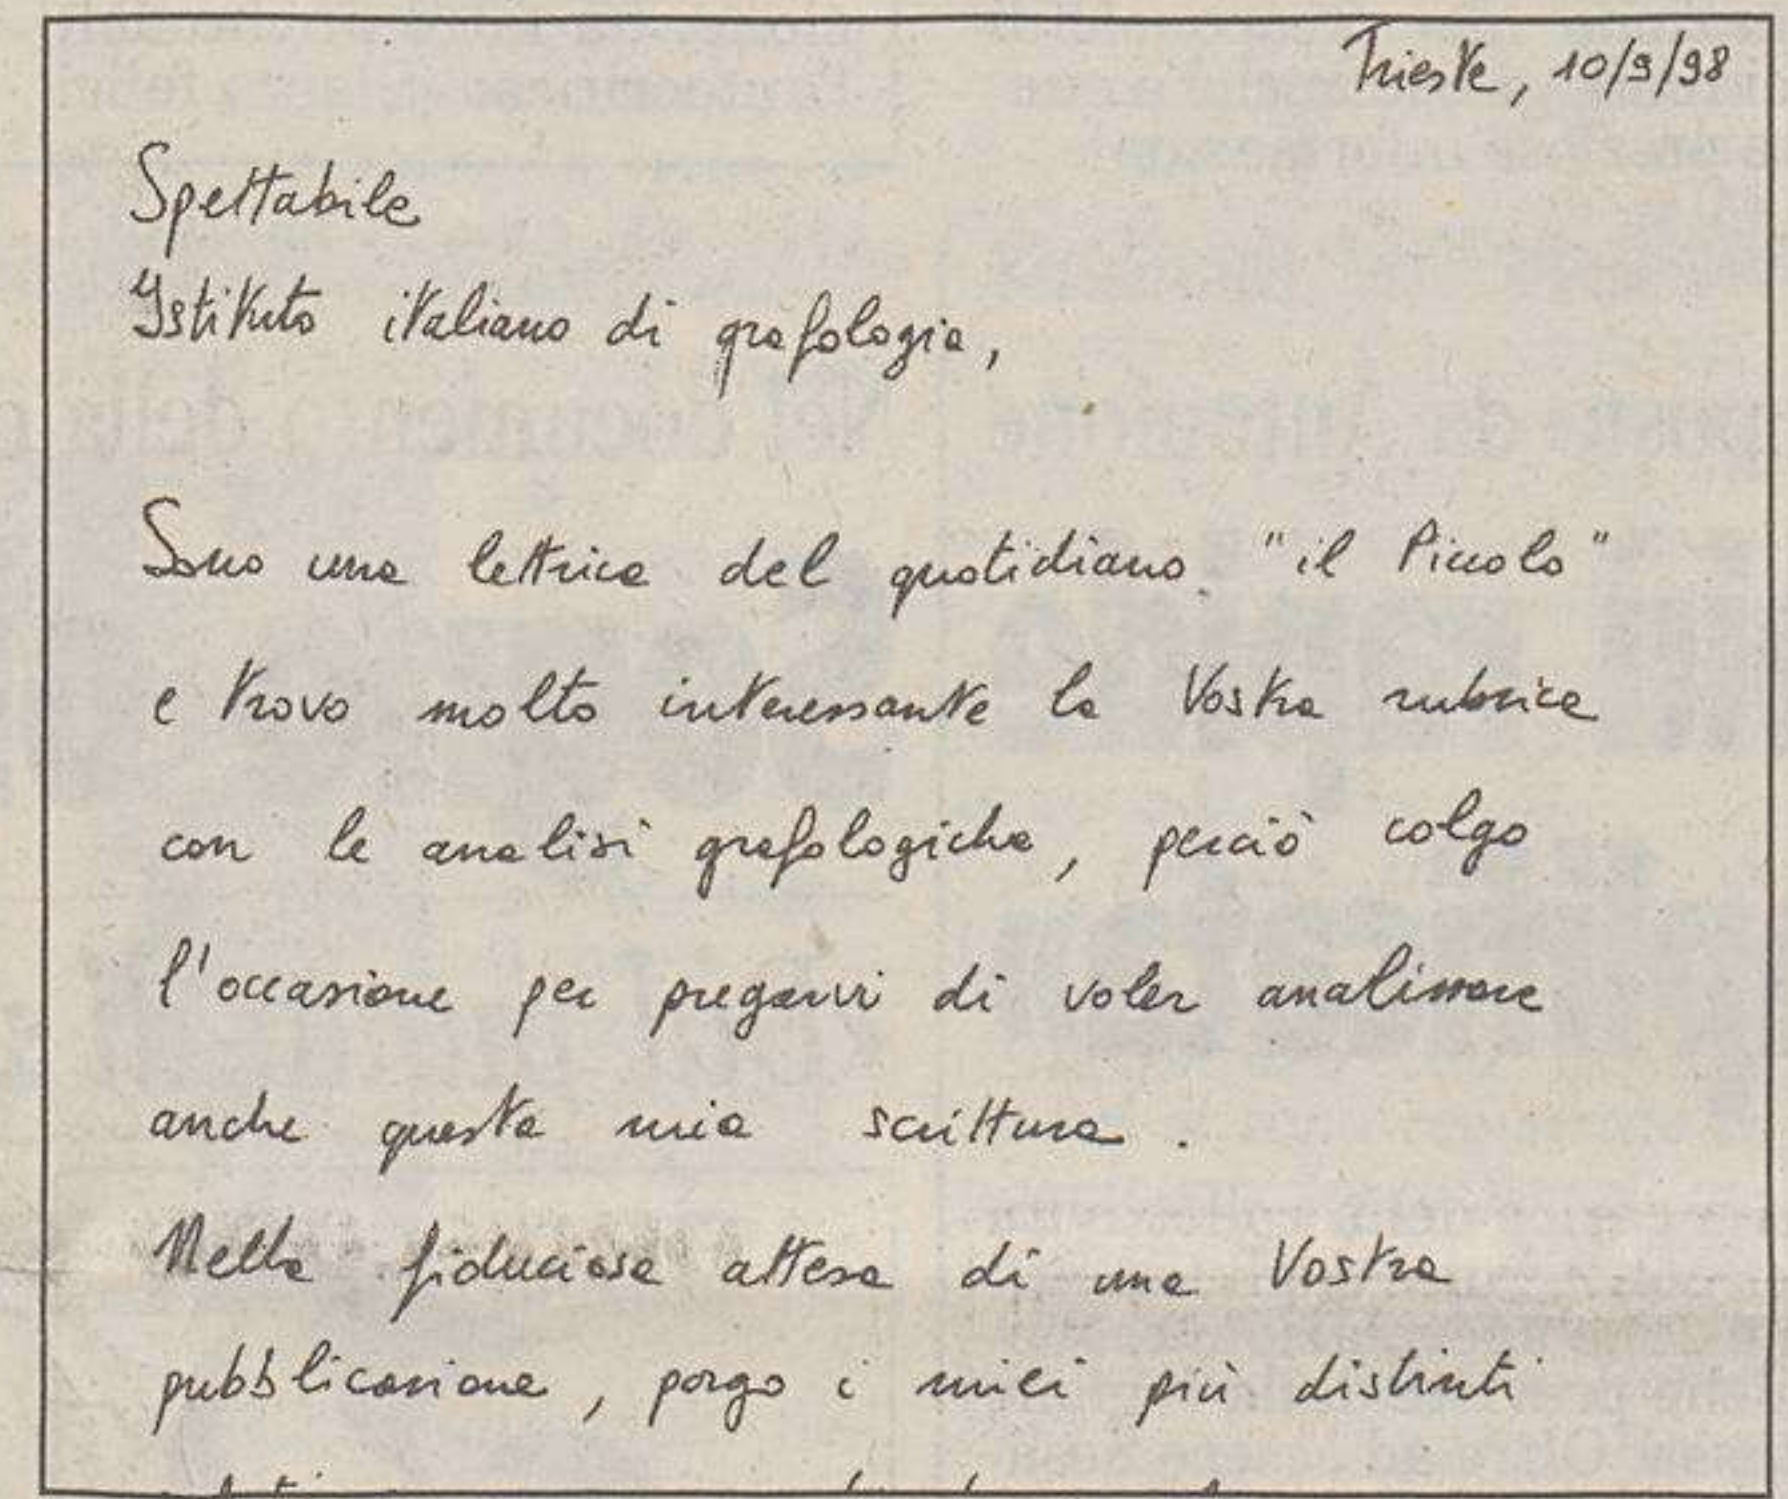 Trieste, 10/9/98
Spettabile
Istituto italiano di grafologia,
Sono una lettrice del quotidiano "il Piccolo"
e trovo molto interessante la Vostra rubrica
con le analisi grafologiche, perciò colgo
l'occasione per pregarvi di voler analizzare
anche questa mia scrittura.
Nella fiduciosa attesa di una Vostra
pubblicazione, porgo i miei più distinti